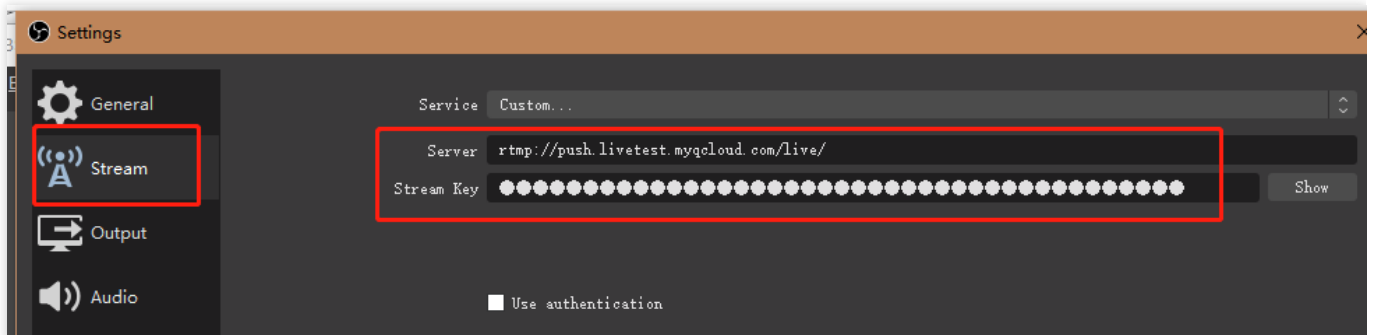 Settings
General
Service Custom...
Server rtmp://push.livetest.myqcloud.com/live/
Stream
Stream Key ●●●●●●●●●●●●●●●●●●●●●●●●●●●●●●●●●●●●●●●●● Show
Output
Audio
Use authentication